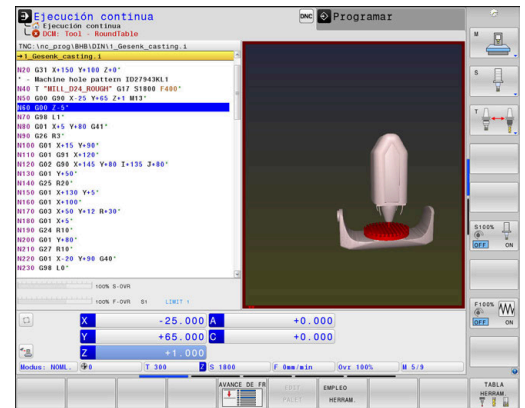 Ejecución continua
Ejecución continua
DCM: Tool - RoundTable
DNC
Programar
TNC:\nc_prog\BHB\DIN\1_Gesenk_casting.i
→1_Gesenk_casting.i
N20 G31 X+150 Y+100 Z+0*
* - Machine hole pattern ID27943KL1
N40 T "MILL_D24_ROUGH" G17 S1800 F400*
N50 G00 G90 X-25 Y+65 Z+1 M13*
N60 G00 Z-5*
N70 G98 L1*
N80 G01 X+5 Y+80 G41*
N90 G26 R3*
N100 G01 X+15 Y+90*
N110 G01 G91 X+120*
N120 G02 G90 X+145 Y+80 I+135 J+80*
N130 G01 Y+50*
N140 G25 R20*
N150 G01 X+130 Y+5*
N160 G01 X+100*
N170 G03 X+50 Y+12 R+30*
N180 G01 X+5*
N190 G24 R10*
N200 G01 Y+80*
N210 G27 R10*
N220 G01 X-20 Y+90 G40*
N230 G98 L0*
100% S-OVR
100% F-OVR S1 LIMIT 1
X -25.000 A +0.000
Y +65.000 C +0.000
Z +1.000
Modus: NOML. 0 T 300 Z S 1800 F 0mm/min Ovr 100% M 5/9
M
S
T
S100%
OFF ON
F100%
OFF ON
AVANCE DE FR
EMPLEO
HERRAM.
TABLA
HERRAM.